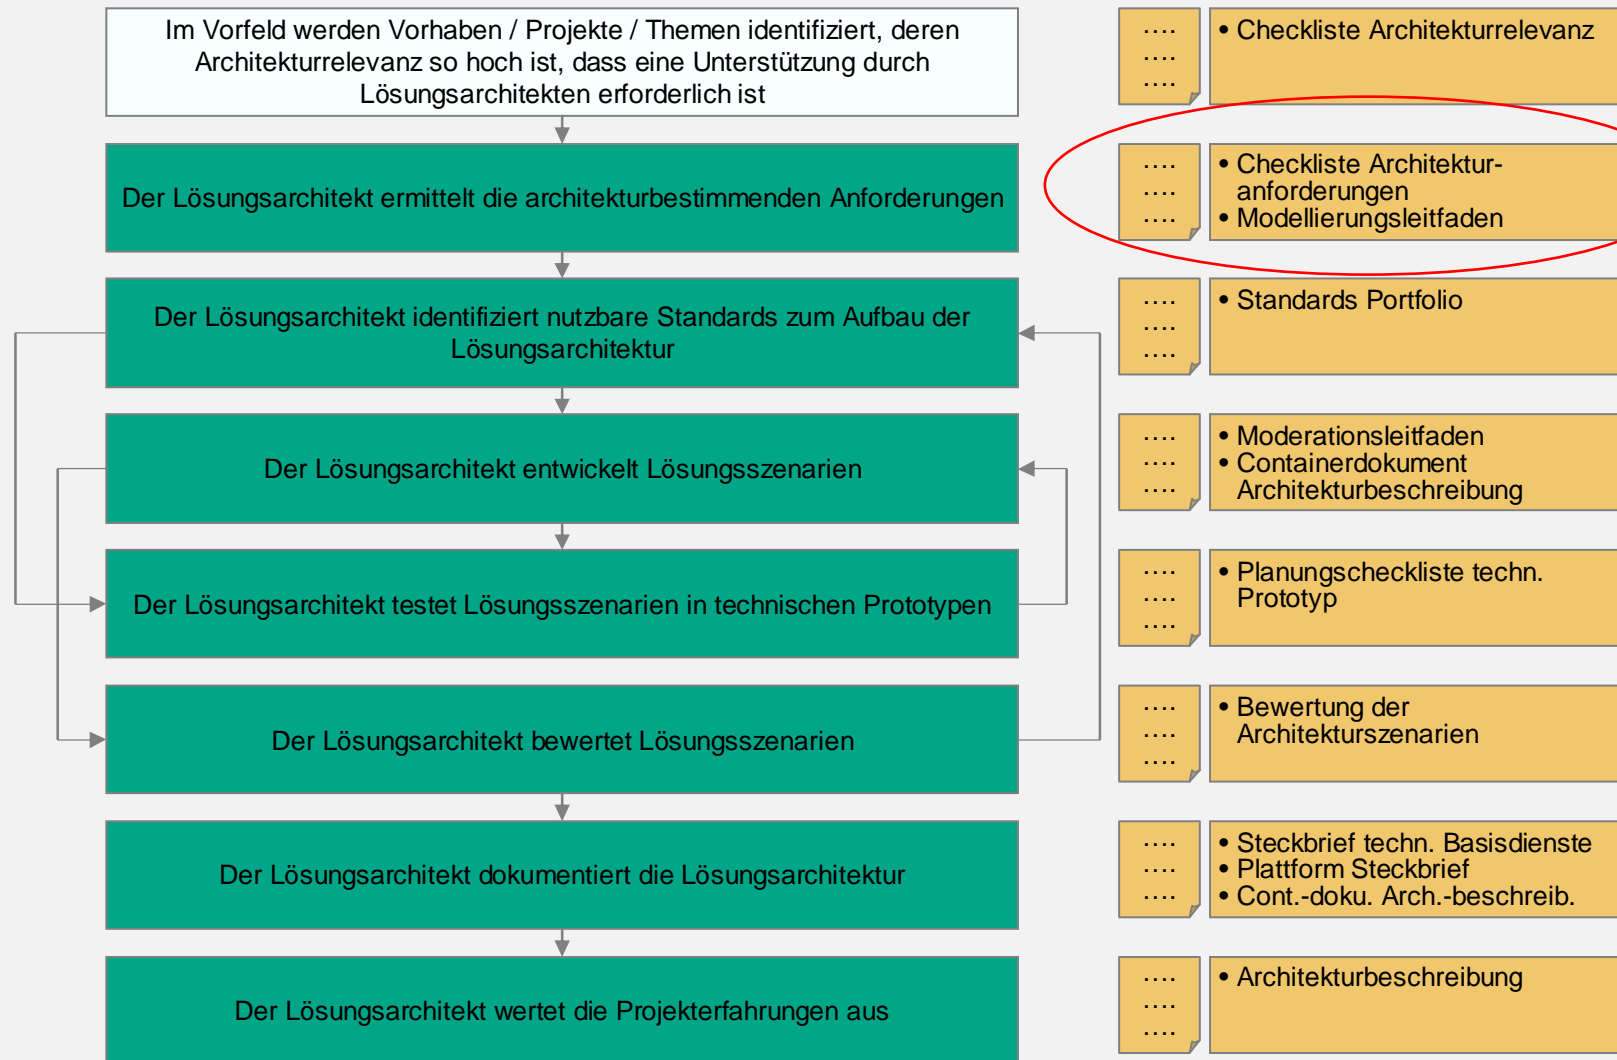 Im Vorfeld werden Vorhaben / Projekte / Themen identifiziert, deren
Architekturrelevanz so hoch ist, dass eine Unterstützung durch
Lösungsarchitekten erforderlich ist
....
....
....
• Checkliste Architekturrelevanz
Der Lösungsarchitekt ermittelt die architekturbestimmenden Anforderungen
....
....
....
• Checkliste Architektur-
anforderungen
• Modellierungsleitfaden
Der Lösungsarchitekt identifiziert nutzbare Standards zum Aufbau der
Lösungsarchitektur
....
....
....
• Standards Portfolio
Der Lösungsarchitekt entwickelt Lösungsszenarien
....
....
....
• Moderationsleitfaden
• Containerdokument
Architekturbeschreibung
Der Lösungsarchitekt testet Lösungsszenarien in technischen Prototypen
....
....
....
• Planungscheckliste techn.
Prototyp
Der Lösungsarchitekt bewertet Lösungsszenarien
....
....
....
• Bewertung der
Architekturszenarien
Der Lösungsarchitekt dokumentiert die Lösungsarchitektur
....
....
....
• Steckbrief techn. Basisdienste
• Plattform Steckbrief
• Cont.-doku. Arch.-beschreib.
Der Lösungsarchitekt wertet die Projekterfahrungen aus
....
....
....
• Architekturbeschreibung